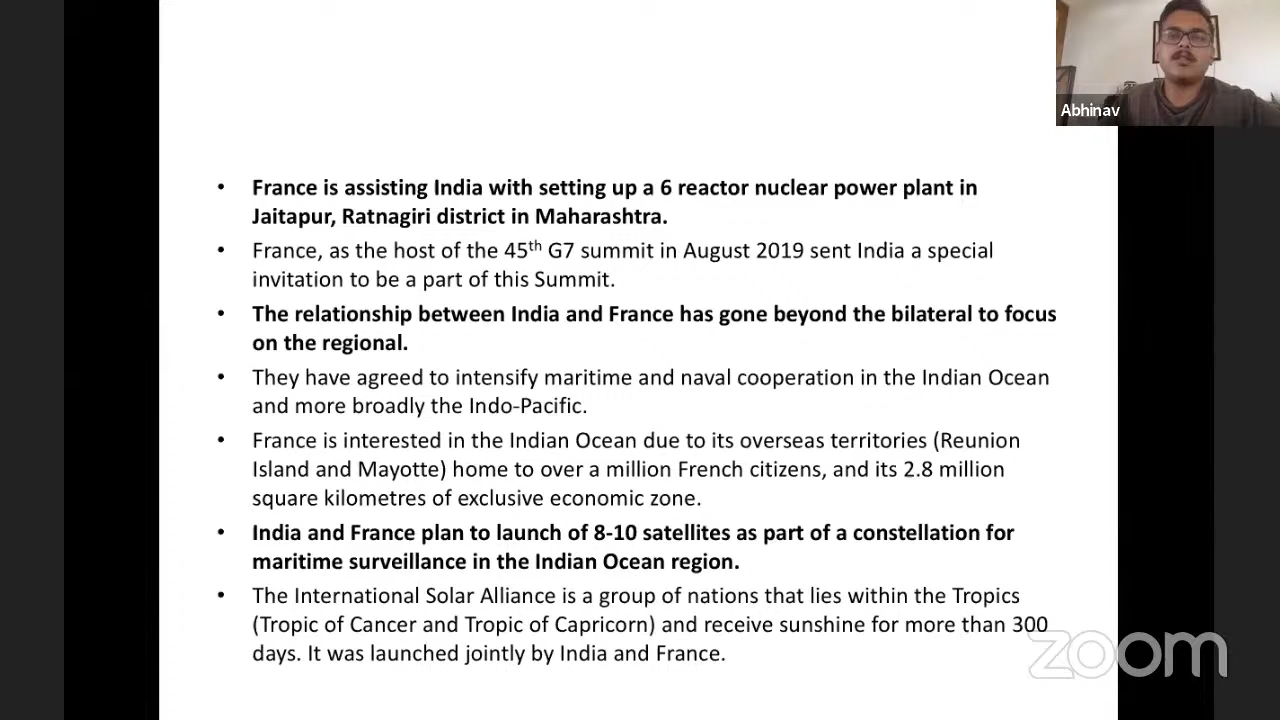 Abhinav
• France is assisting India with setting up a 6 reactor nuclear power plant in
Jaitapur, Ratnagiri district in Maharashtra.
• France, as the host of the 45th G7 summit in August 2019 sent India a special
invitation to be a part of this Summit.
• The relationship between India and France has gone beyond the bilateral to focus
on the regional.
• They have agreed to intensify maritime and naval cooperation in the Indian Ocean
and more broadly the Indo-Pacific.
• France is interested in the Indian Ocean due to its overseas territories (Reunion
Island and Mayotte) home to over a million French citizens, and its 2.8 million
square kilometres of exclusive economic zone.
• India and France plan to launch of 8-10 satellites as part of a constellation for
maritime surveillance in the Indian Ocean region.
• The International Solar Alliance is a group of nations that lies within the Tropics
(Tropic of Cancer and Tropic of Capricorn) and receive sunshine for more than 300
days. It was launched jointly by India and France.
zoom